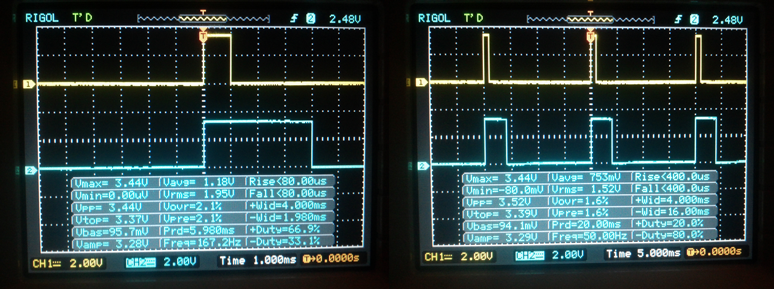 RIGOL T'D 2 2.48V
T
1
2
Vmax= 3.44V Vavg= 1.18V Rise<80.00us
Vmin=0.00uV Vrms= 1.95V Fall<80.00us
Vpp= 3.44V Vovr=2.1% +Wid=4.000ms
Vtop= 3.37V Vpre=2.1% -Wid=1.980ms
Vbas=95.7mV Prd=5.980ms +Duty=66.9%
Vamp= 3.28V Freq=167.2Hz -Duty=33.1%
CH1 2.00V CH2 2.00V Time 1.000ms T→0.0000s
RIGOL T'D 2 2.48V
T
1
2
Vmax= 3.44V Vavg= 753mV Rise<400.0us
Vmin=-80.0mV Vrms= 1.52V Fall<400.0us
Vpp= 3.52V Vovr=1.6% +Wid=4.000ms
Vtop= 3.39V Vpre=1.6% -Wid=16.00ms
Vbas=94.1mV Prd=20.00ms +Duty=20.0%
Vamp= 3.29V Freq=50.00Hz -Duty=80.0%
CH1 2.00V CH2 2.00V Time 5.000ms T→0.0000s